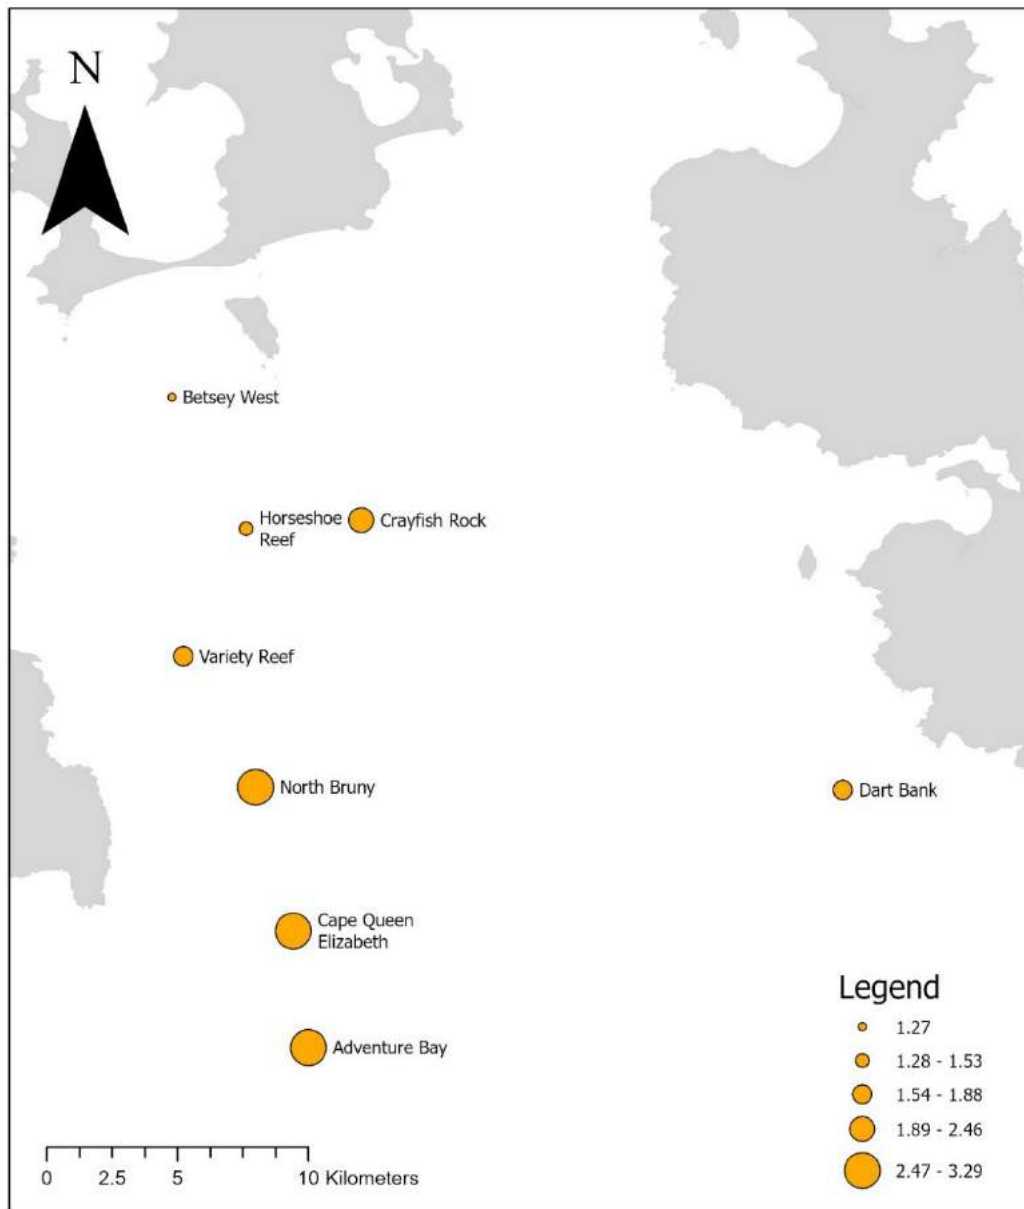 N
Betsey West
Horseshoe
Reef
Crayfish Rock
Variety Reef
North Bruny
Dart Bank
Cape Queen
Elizabeth
Adventure Bay
Legend
1.27
1.28 - 1.53
1.54 - 1.88
1.89 - 2.46
2.47 - 3.29
0 2.5 5 10 Kilometers